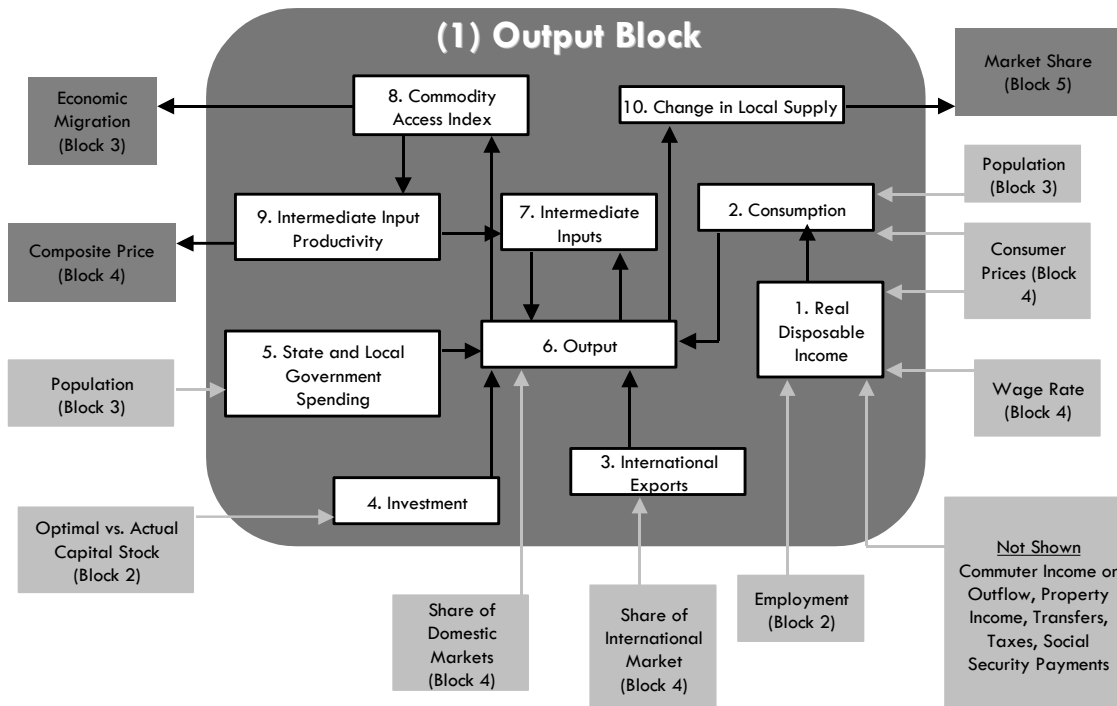 (1) Output Block
Economic
Migration
(Block 3)
8. Commodity
Access Index
10. Change in Local Supply
Market Share
(Block 5)
Composite Price
(Block 4)
9. Intermediate Input
Productivity
7. Intermediate
Inputs
2. Consumption
Population
(Block 3)
Consumer
Prices (Block
4)
1. Real
Disposable
Income
6. Output
5. State and Local
Government
Spending
Population
(Block 3)
Wage Rate
(Block 4)
3. International
Exports
4. Investment
Optimal vs. Actual
Capital Stock
(Block 2)
Share of
Domestic
Markets
(Block 4)
Share of
International
Market
(Block 4)
Employment
(Block 2)
Not Shown
Commuter Income or
Outflow, Property
Income, Transfers,
Taxes, Social
Security Payments